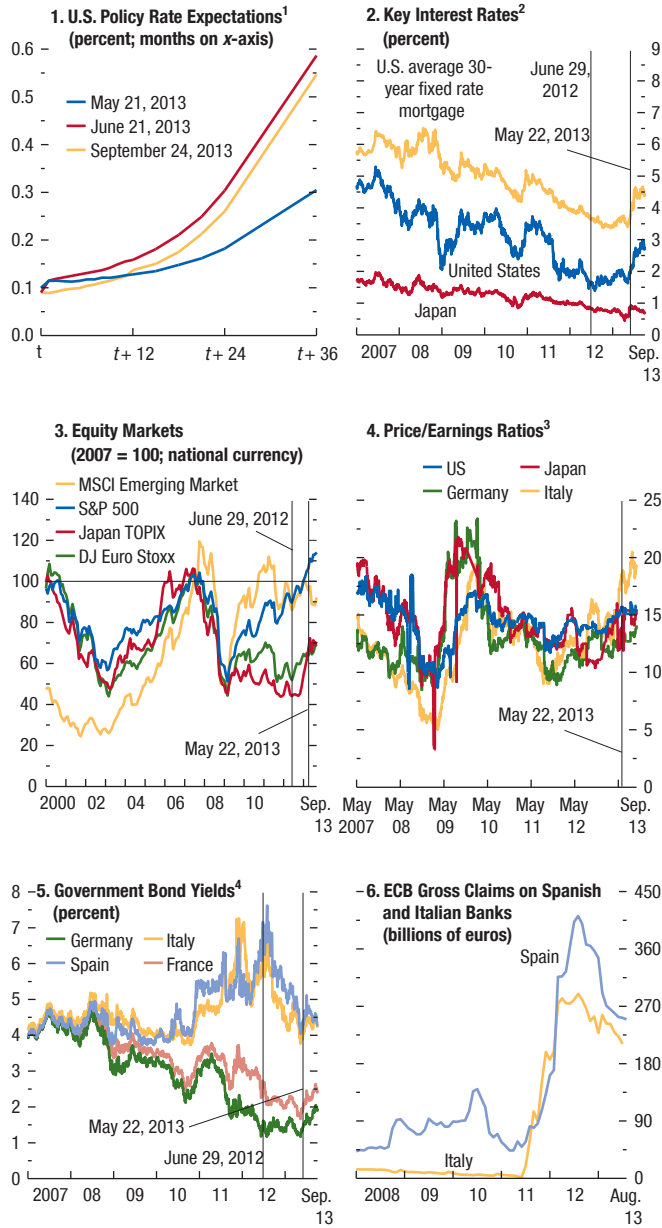 1. U.S. Policy Rate Expectations¹
(percent; months on x-axis)
0.6
0.5
0.4
0.3
0.2
0.1
0.0
May 21, 2013
June 21, 2013
September 24, 2013
t
t + 12
t + 24
t + 36
2. Key Interest Rates²
(percent)
9
8
7
6
5
4
3
2
1
0
U.S. average 30-
year fixed rate
mortgage
June 29,
2012
May 22, 2013
United States
Japan
2007 08 09 10 11 12 Sep.
13
3. Equity Markets
(2007 = 100; national currency)
140
120
100
80
60
40
20
0
MSCI Emerging Market
S&P 500
Japan TOPIX
DJ Euro Stoxx
June 29, 2012
May 22, 2013
2000 02 04 06 08 10 Sep.
13
4. Price/Earnings Ratios³
US Japan
Germany Italy
25
20
15
10
5
0
May 22, 2013
May May May May May May Sep.
2007 08 09 10 11 12 13
5. Government Bond Yields⁴
(percent)
8
7
6
5
4
3
2
1
0
Germany Italy
Spain France
May 22, 2013
June 29, 2012
2007 08 09 10 11 12 Sep.
13
6. ECB Gross Claims on Spanish
and Italian Banks
(billions of euros)
450
360
270
180
90
0
Spain
Italy
2008 09 10 11 12 Aug.
13